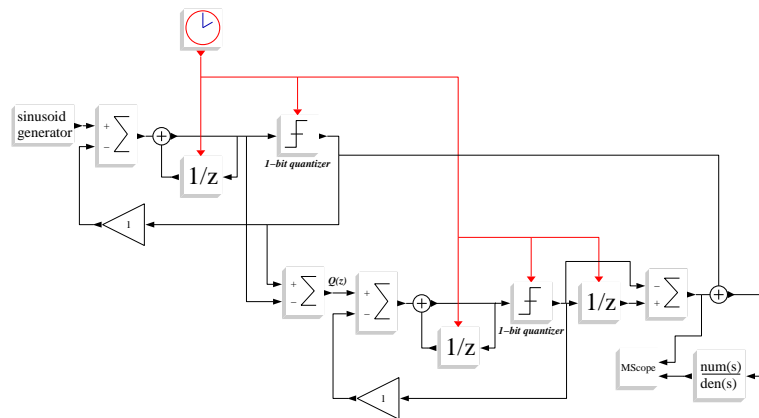 sinusoid
generator
+
−
Σ
+
1/z
1−bit quantizer
1
+
−
Σ
Q(z)
+
−
Σ
+
1/z
1−bit quantizer
1/z
−
+
Σ
+
1
MScope
num(s)
den(s)